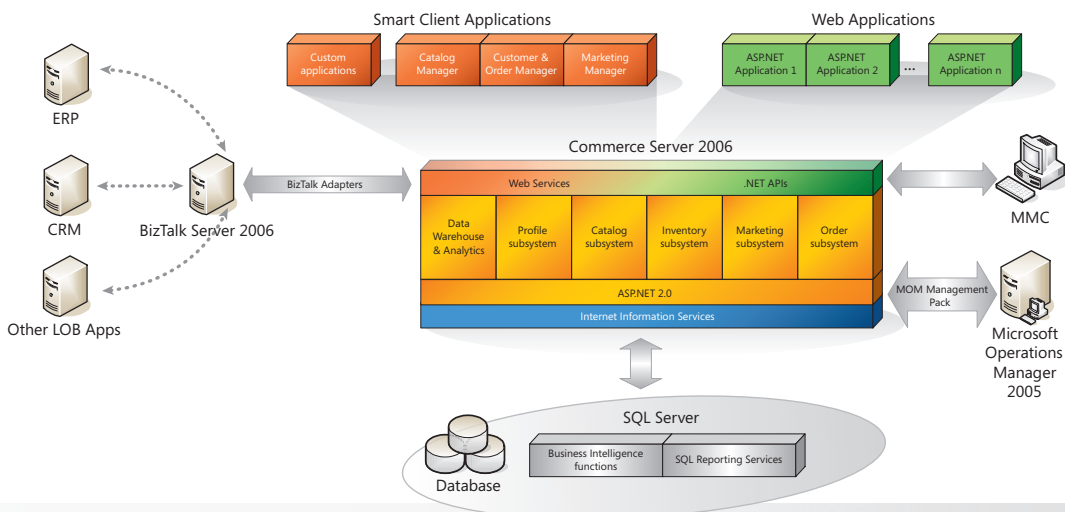 Smart Client Applications
Web Applications
Custom
applications
Catalog
Manager
Customer &
Order Manager
Marketing
Manager
ASP.NET
Application 1
ASP.NET
Application 2
...
ASP.NET
Application n
ERP
CRM
BizTalk Server 2006
Other LOB Apps
BizTalk Adapters
Commerce Server 2006
Web Services
.NET APIs
Data
Warehouse
& Analytics
Profile
subsystem
Catalog
subsystem
Inventory
subsystem
Marketing
subsystem
Order
subsystem
ASP.NET 2.0
Internet Information Services
MMC
MOM Management
Pack
Microsoft
Operations
Manager
2005
SQL Server
Business Intelligence
functions
SQL Reporting Services
Database